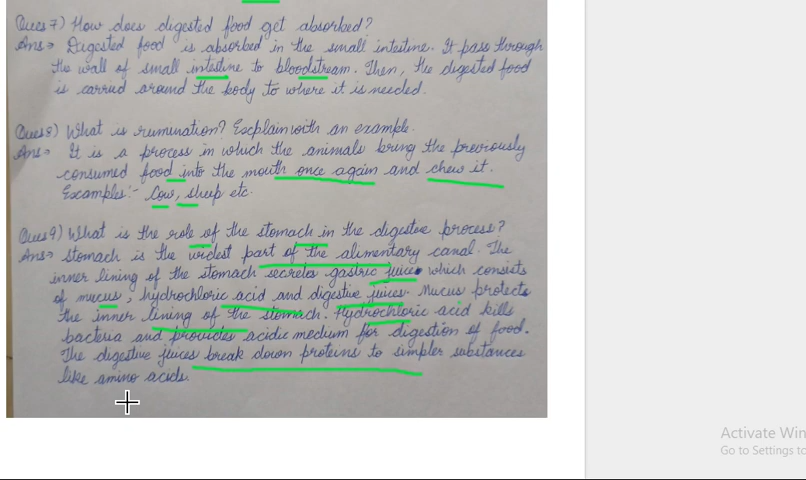 Ques 7) How does digested food get absorbed?
Ans⇒ Digested food is absorbed in the small intestine. It pass through
the wall of small intestine to bloodstream. Then, the digested food
is carried around the body to where it is needed.
Ques 8) What is rumination? Explain with an example.
Ans⇒ It is a process in which the animals bring the previously
consumed food into the mouth once again and chew it.
Examples:- Cow, sheep etc.
Ques 9) What is the role of the stomach in the digestive process?
Ans⇒ Stomach is the widest part of the alimentary canal. The
inner lining of the stomach secretes gastric juice which consists
of mucus, hydrochloric acid and digestive juices. Mucus protects
the inner lining of the stomach. Hydrochloric acid kills
bacteria and provides acidic medium for digestion of food.
The digestive juices break down proteins to simpler substances
like amino acids.
Activate Win
Go to Settings to